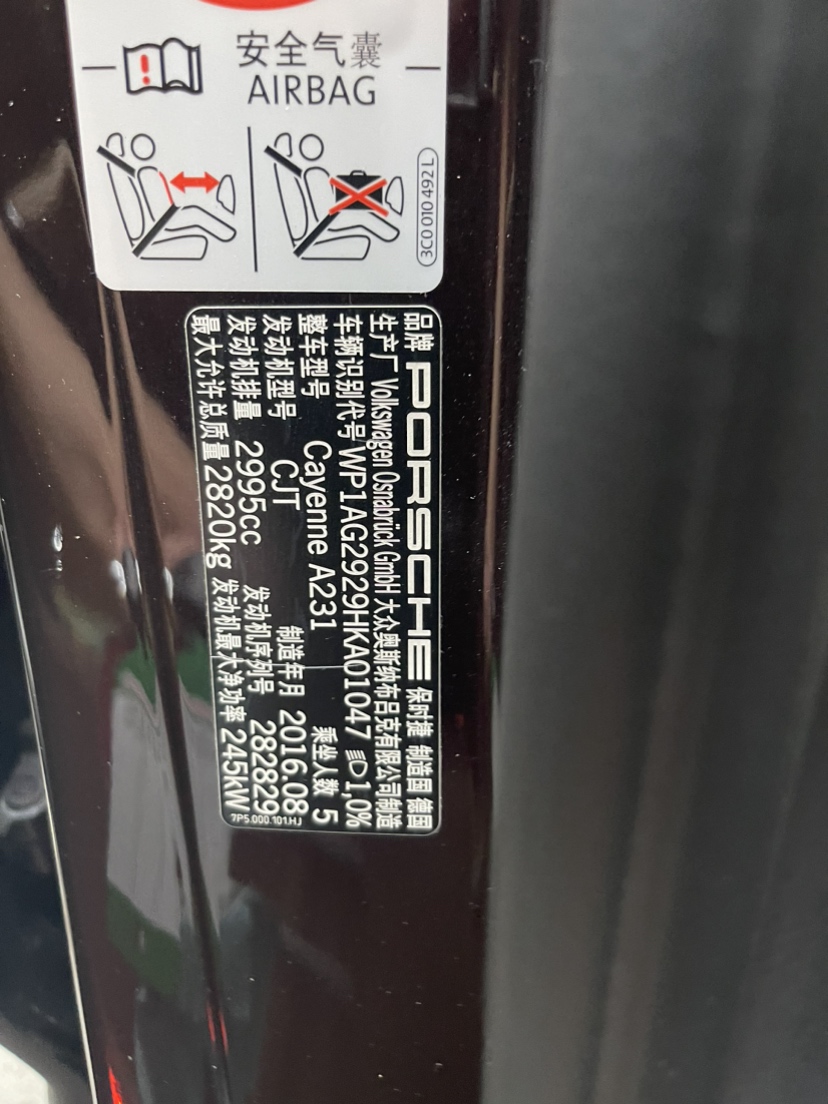 安全气囊
AIRBAG
3C0 010 492 L
品牌 PORSCHE 保时捷 制造国 德国
生产厂 Volkswagen Osnabrück GmbH 大众奥斯纳布吕克有限公司制造
车辆识别代号 WP1AG2929HKA01047 1,0%
整车型号 Cayenne A231 乘坐人数 5
发动机型号 CJT 制造年月 2016.08
发动机排量 2995cc 发动机序列号 282829
最大允许总质量 2820kg 发动机最大净功率 245kW
7P5.000.101.HJ